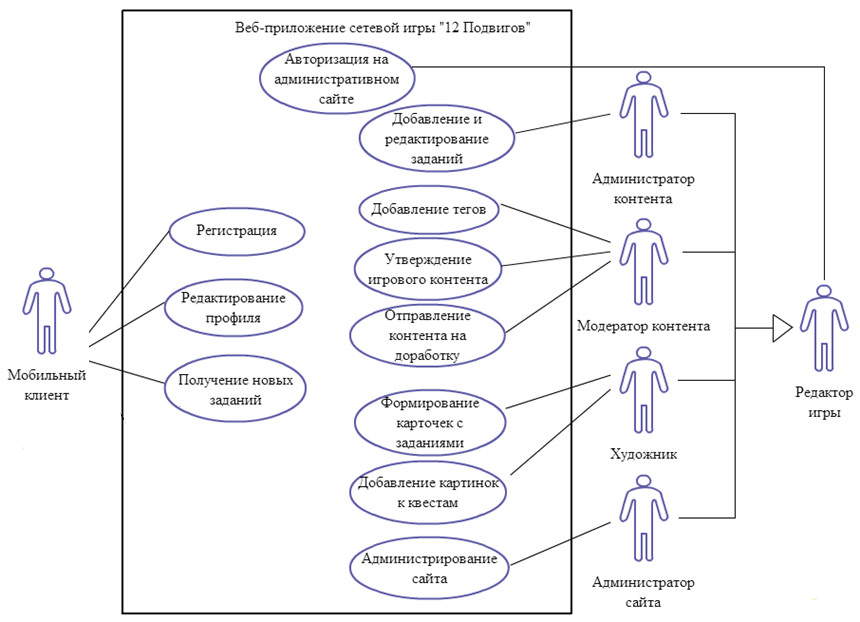 Веб-приложение сетевой игры "12 Подвигов"
Авторизация на
административном
сайте
Добавление и
редактирование
заданий
Администратор
контента
Добавление тегов
Регистрация
Утверждение
игрового контента
Редактирование
профиля
Отправление
контента на
доработку
Модератор контента
Мобильный
клиент
Получение новых
заданий
Редактор
игры
Формирование
карточек с
заданиями
Художник
Добавление картинок
к квестам
Администрирование
сайта
Администратор
сайта